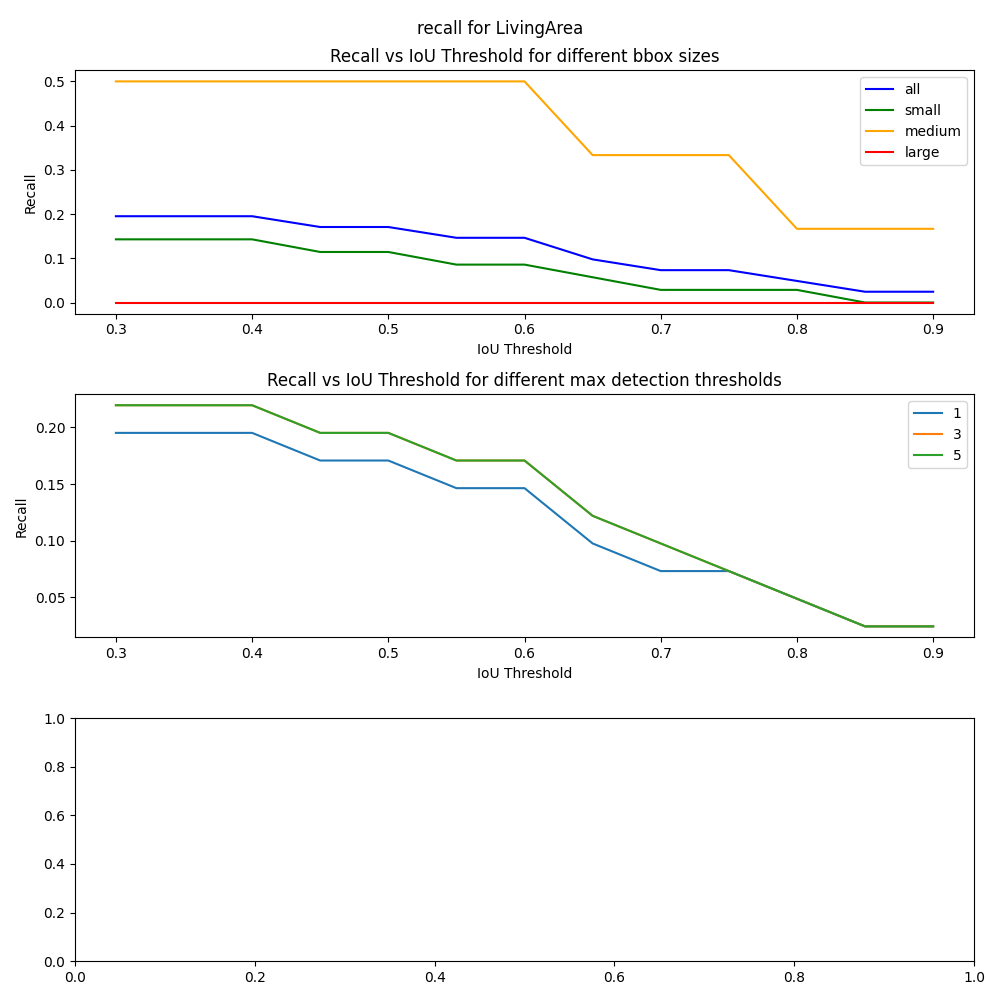 recall for LivingArea
Recall vs IoU Threshold for different bbox sizes
0.5
0.4
0.3
0.2
0.1
0.0
Recall
all
small
medium
large
0.3 0.4 0.5 0.6 0.7 0.8 0.9
IoU Threshold
Recall vs IoU Threshold for different max detection thresholds
0.20
0.15
0.10
0.05
Recall
1
3
5
0.3 0.4 0.5 0.6 0.7 0.8 0.9
IoU Threshold
1.0
0.8
0.6
0.4
0.2
0.0
0.0 0.2 0.4 0.6 0.8 1.0